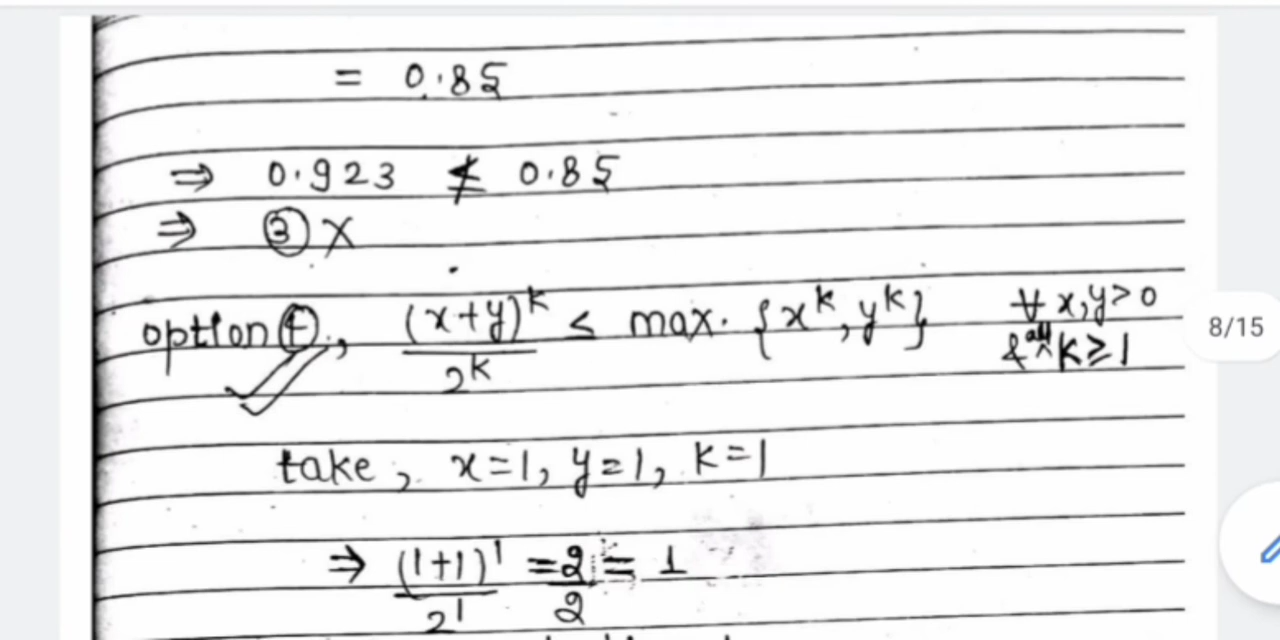 = 0.85
⇒ 0.923 ≰ 0.85
⇒ ③ X
option ④, (x+y)^k / 2^k ≤ max. {x^k, y^k} ∀ x,y>0
& all k≥1
8/15
take, x=1, y=1, k=1
⇒ (1+1)^1 / 2^1 = 2/2 = 1